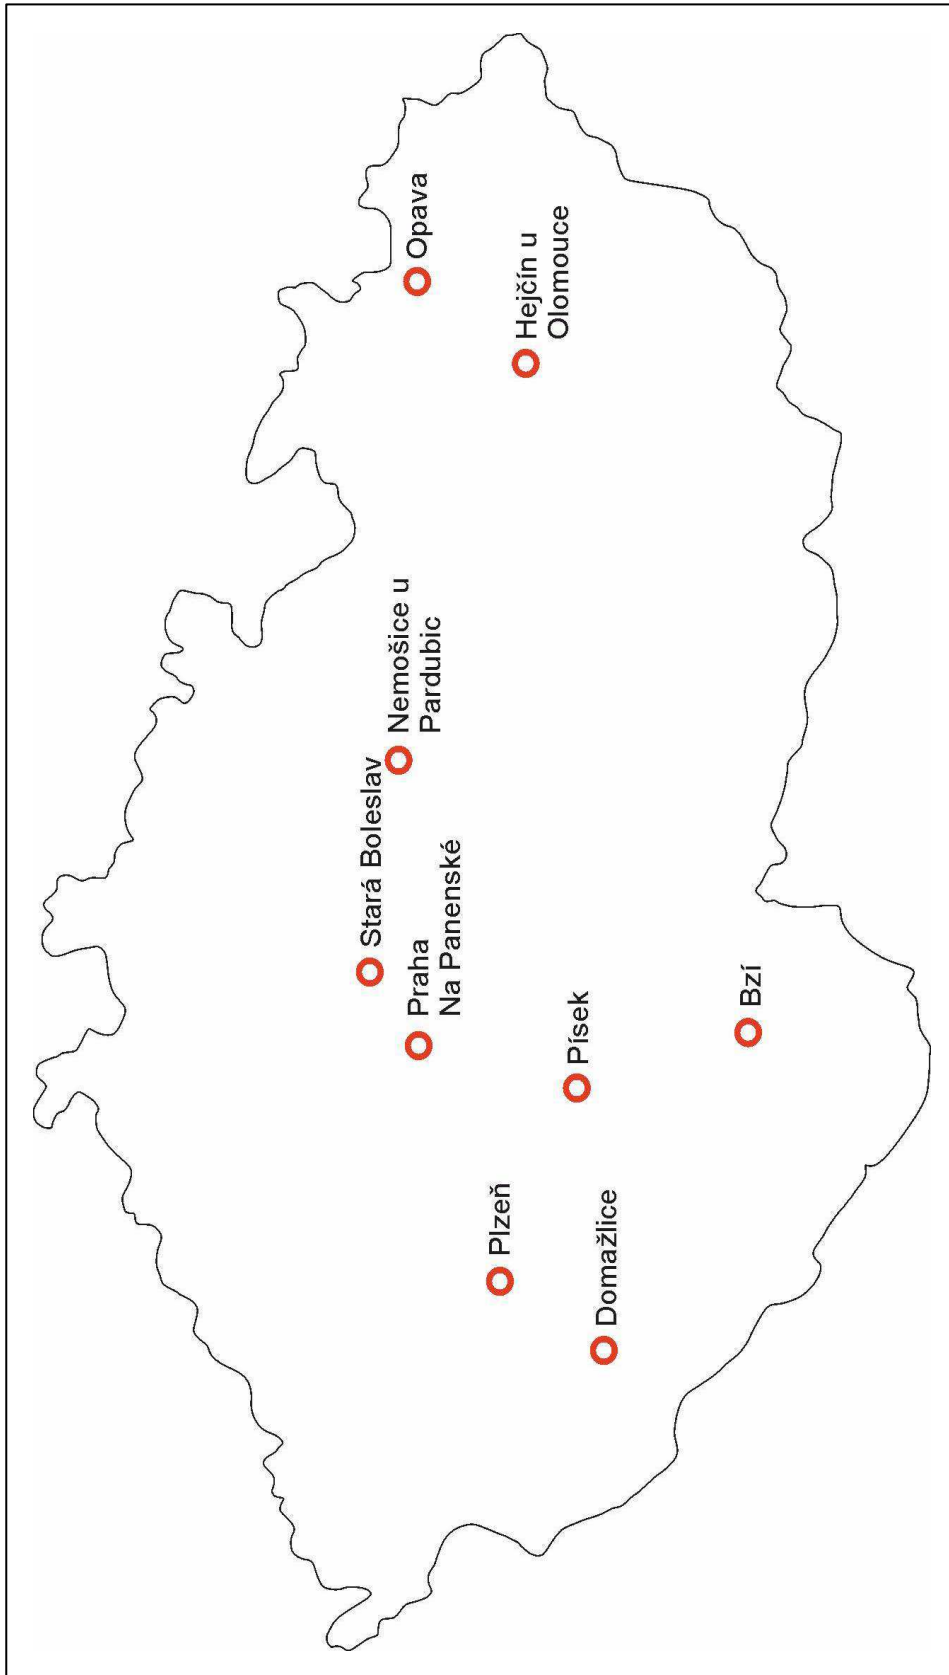 Stará Boleslav
Nemošice u
Pardubic
Opava
Praha
Na Panenské
Hejčín u
Olomouce
Plzeň
Písek
Domažlice
Bzí